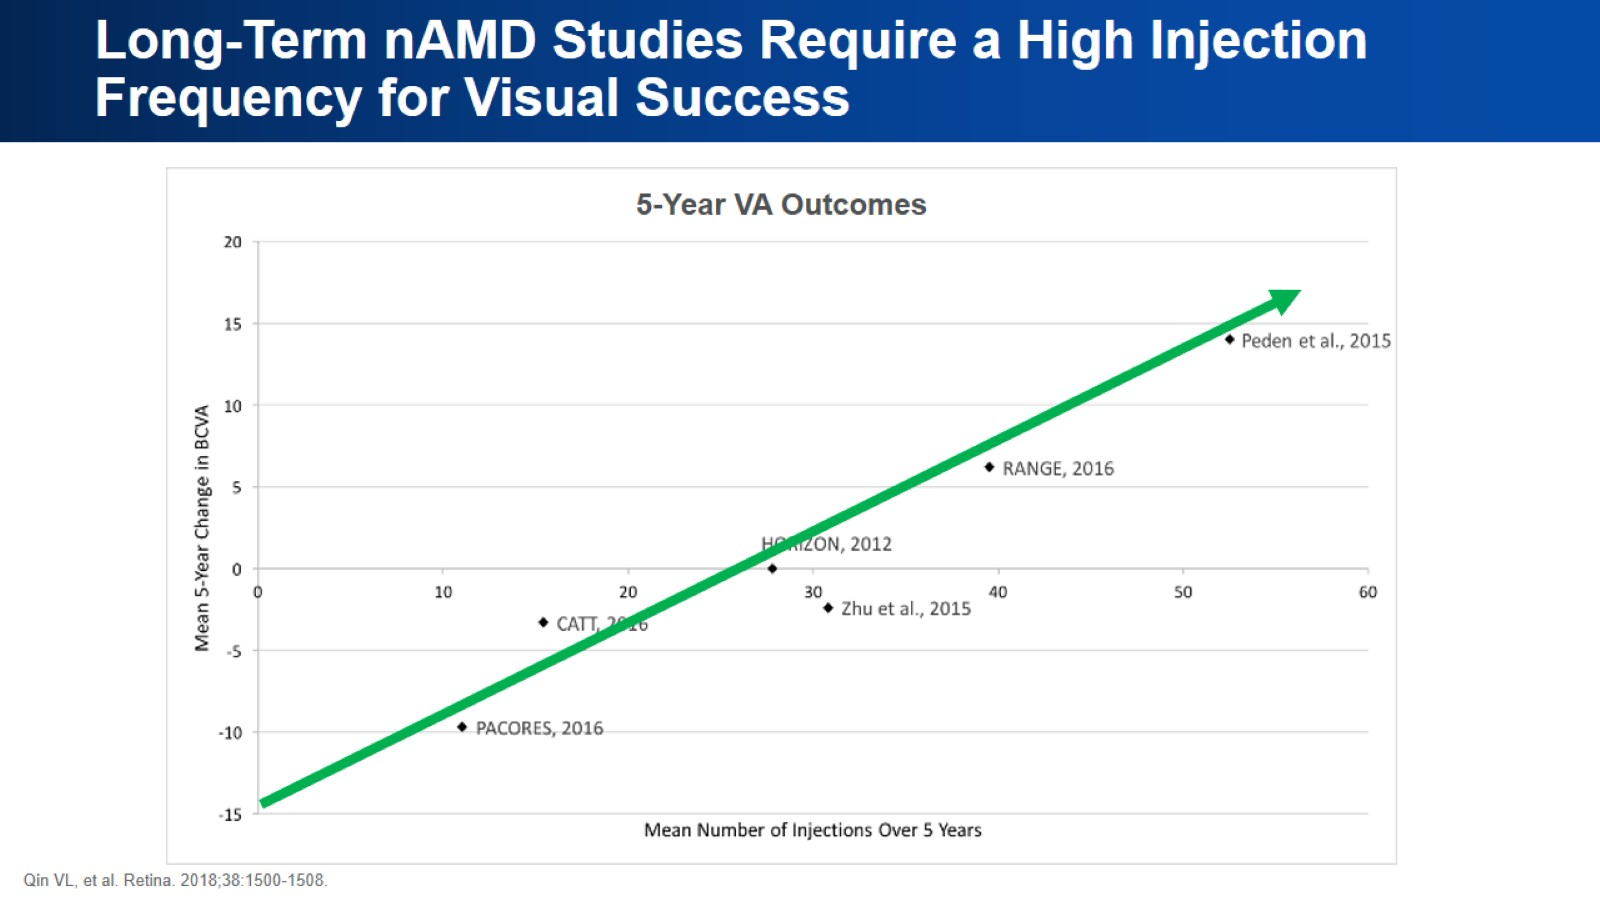 Long-Term nAMD Studies Require a High Injection
Frequency for Visual Success
5-Year VA Outcomes
20
15
10
5
0
-5
-10
-15
Mean 5-Year Change in BCVA
0
10
20
30
40
50
60
Peden et al., 2015
RANGE, 2016
HORIZON, 2012
Zhu et al., 2015
CATT, 2016
PACORES, 2016
Mean Number of Injections Over 5 Years
Qin VL, et al. Retina. 2018;38:1500-1508.